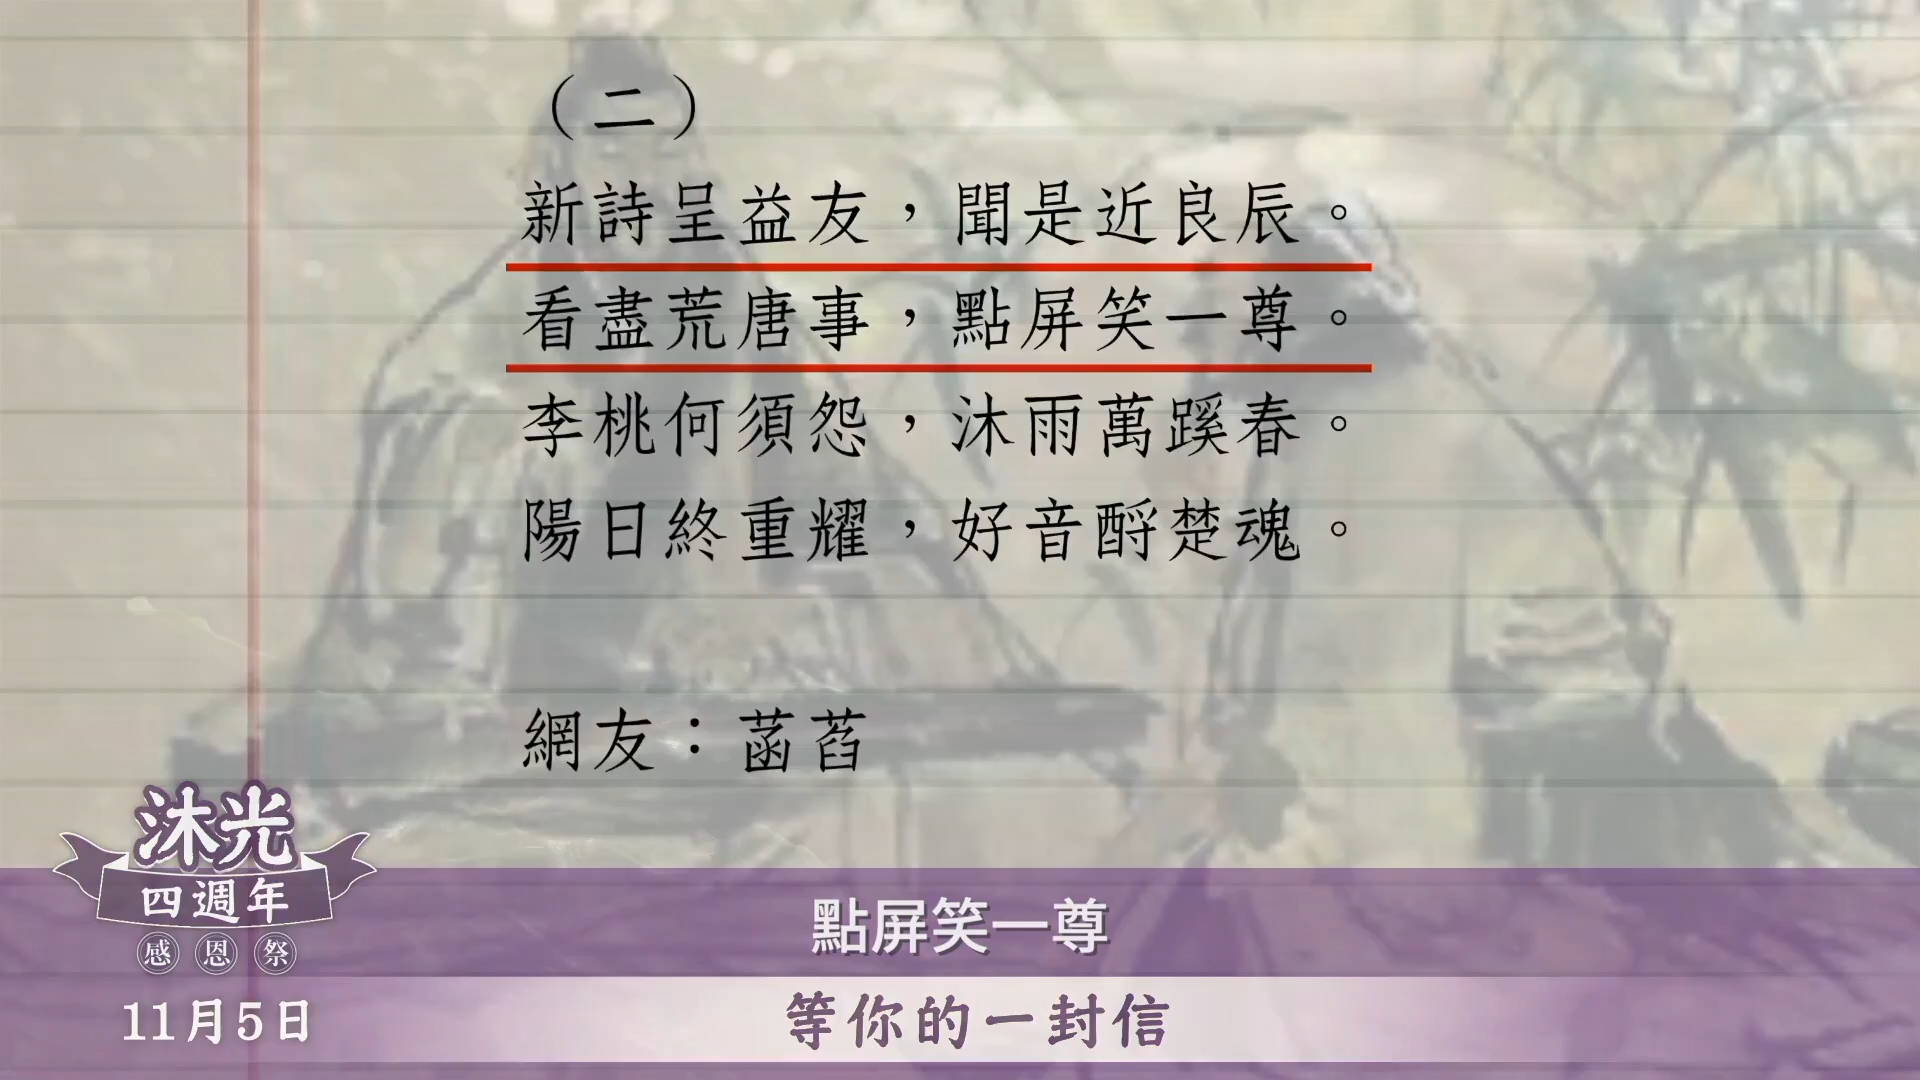 （二）
新詩呈益友，聞是近良辰。
看盡荒唐事，點屏笑一尊。
李桃何須怨，沐雨萬蹊春。
陽日終重耀，好音酹楚魂。
網友：菡萏
沐光
四週年
感恩祭
11月5日
點屏笑一尊
等你的一封信